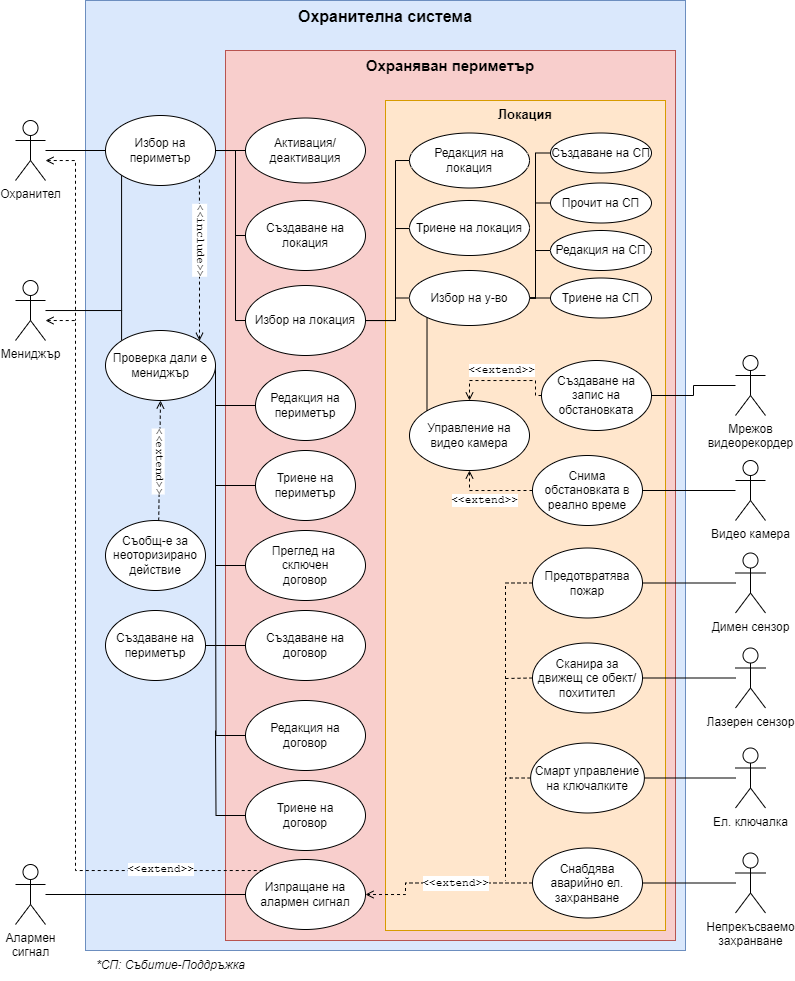 Охранителна система
Охраняван периметър
Локация
Охранител
Избор на
периметър
Активация/
деактивация
Редакция на
локация
Създаване на СП
Прочит на СП
<<include>>
Създаване на
локация
Триене на локация
Редакция на СП
Мениджър
Избор на локация
Избор на у-во
Триене на СП
Проверка дали е
мениджър
<<extend>>
Създаване на
запис на
обстановката
Мрежов
видеорекордер
Редакция на
периметър
Управление на
видео камера
<<extend>>
Триене на
периметър
<<extend>>
Снима
обстановката в
реално време
Видео камера
Съобщ-е за
неоторизирано
действие
Преглед на
сключен
договор
Предотвратява
пожар
Димен сензор
Създаване на
периметър
Създаване на
договор
Сканира за
движещ се обект/
похитител
Лазерен сензор
Редакция на
договор
Смарт управление
на ключалките
Ел. ключалка
Триене на
договор
<<extend>>
Алармен
сигнал
Изпращане на
алармен сигнал
<<extend>>
Снабдява
аварийно ел.
захранване
Непрекъсваемо
захранване
*СП: Събитие-Поддръжка